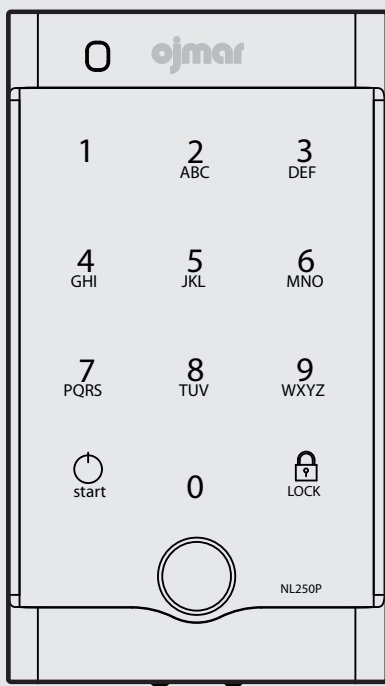 ojmar
1 2 3
ABC DEF
4 5 6
GHI JKL MNO
7 8 9
PQRS TUV WXYZ
start 0 LOCK
NL250P